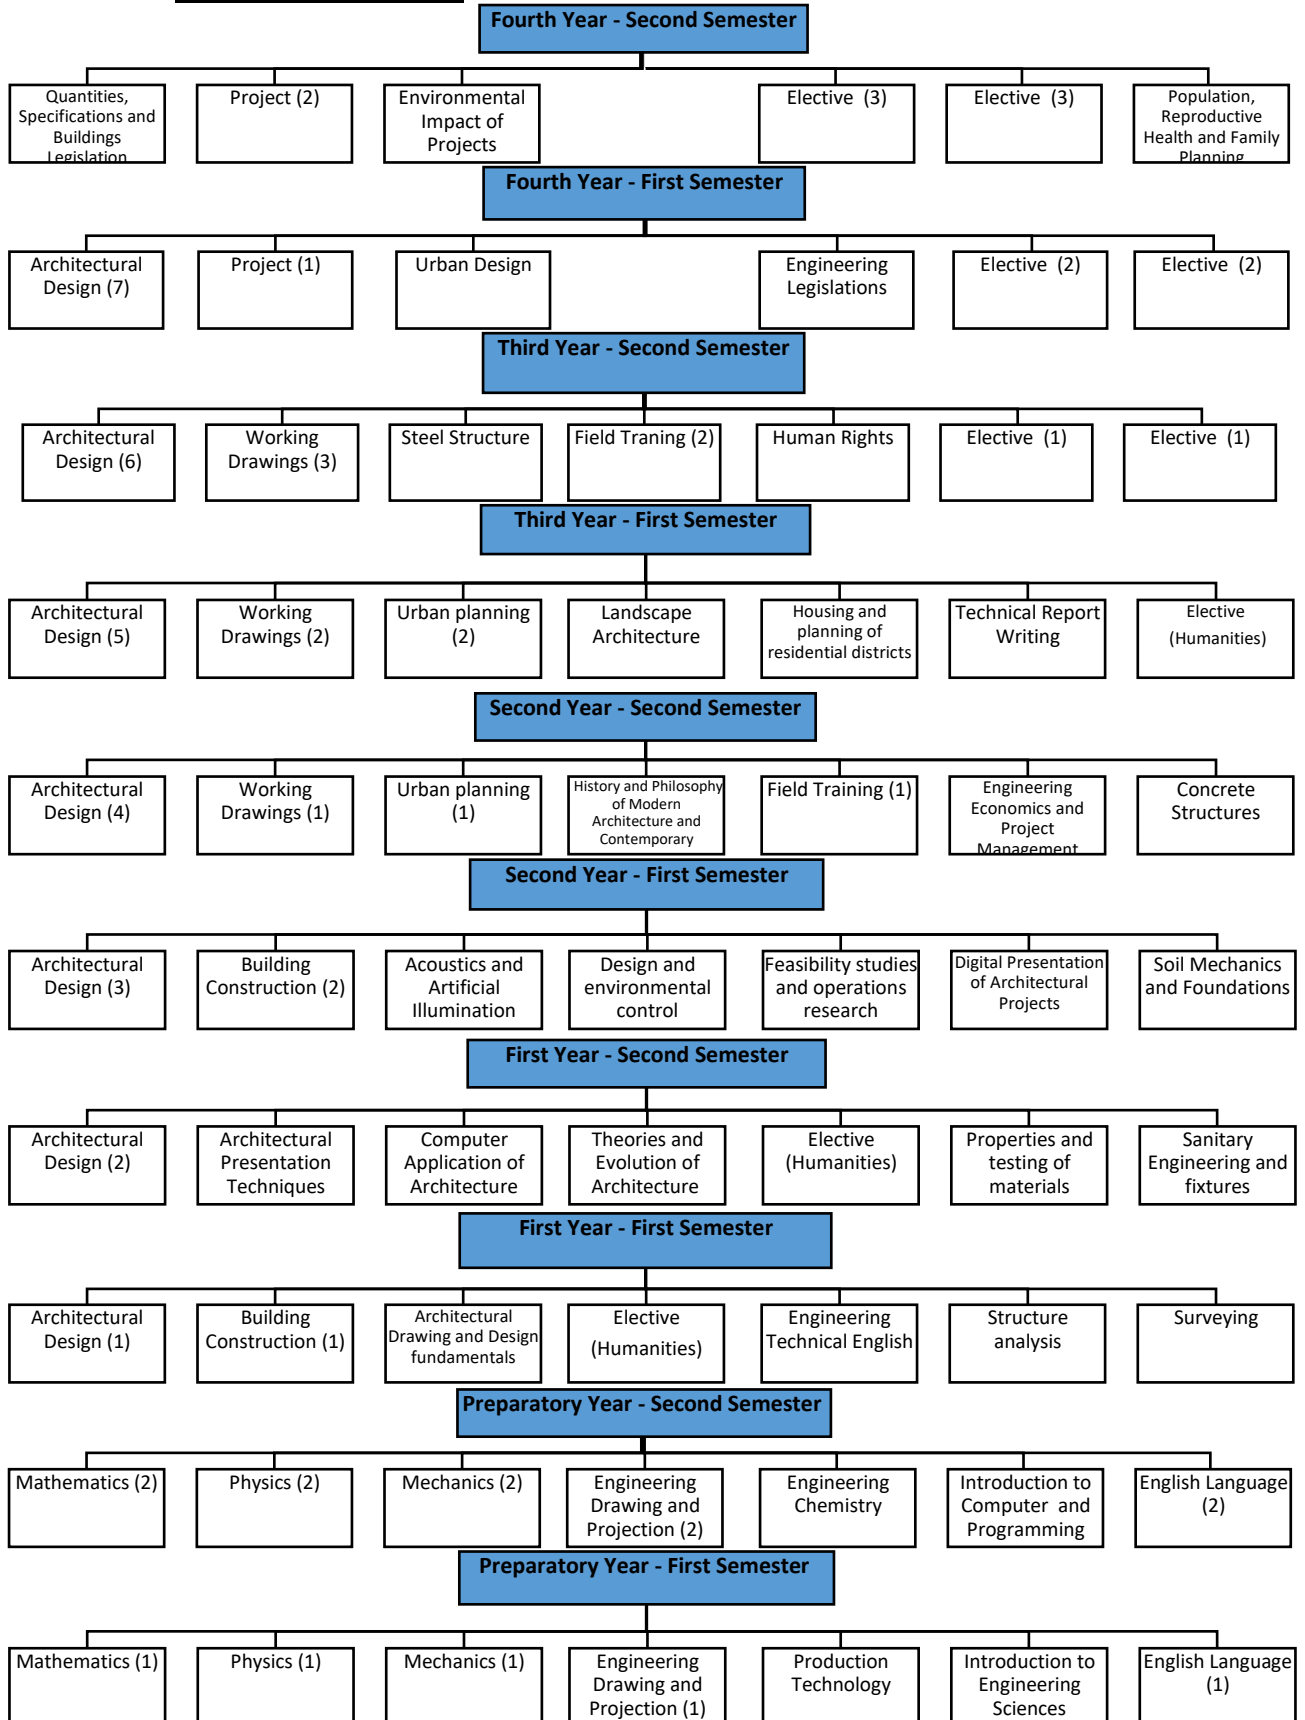 Fourth Year - Second Semester
Quantities,
Specifications and
Buildings
Legislation
Project (2)
Environmental
Impact of
Projects
Elective (3)
Elective (3)
Population,
Reproductive
Health and Family
Planning
Fourth Year - First Semester
Architectural
Design (7)
Project (1)
Urban Design
Engineering
Legislations
Elective (2)
Elective (2)
Third Year - Second Semester
Architectural
Design (6)
Working
Drawings (3)
Steel Structure
Field Traning (2)
Human Rights
Elective (1)
Elective (1)
Third Year - First Semester
Architectural
Design (5)
Working
Drawings (2)
Urban planning
(2)
Landscape
Architecture
Housing and
planning of
residential districts
Technical Report
Writing
Elective
(Humanities)
Second Year - Second Semester
Architectural
Design (4)
Working
Drawings (1)
Urban planning
(1)
History and Philosophy
of Modern
Architecture and
Contemporary
Field Training (1)
Engineering
Economics and
Project
Management
Concrete
Structures
Second Year - First Semester
Architectural
Design (3)
Building
Construction (2)
Acoustics and
Artificial
Illumination
Design and
environmental
control
Feasibility studies
and operations
research
Digital Presentation
of Architectural
Projects
Soil Mechanics
and Foundations
First Year - Second Semester
Architectural
Design (2)
Architectural
Presentation
Techniques
Computer
Application of
Architecture
Theories and
Evolution of
Architecture
Elective
(Humanities)
Properties and
testing of
materials
Sanitary
Engineering and
fixtures
First Year - First Semester
Architectural
Design (1)
Building
Construction (1)
Architectural
Drawing and Design
fundamentals
Elective
(Humanities)
Engineering
Technical English
Structure
analysis
Surveying
Preparatory Year - Second Semester
Mathematics (2)
Physics (2)
Mechanics (2)
Engineering
Drawing and
Projection (2)
Engineering
Chemistry
Introduction to
Computer and
Programming
English Language
(2)
Preparatory Year - First Semester
Mathematics (1)
Physics (1)
Mechanics (1)
Engineering
Drawing and
Projection (1)
Production
Technology
Introduction to
Engineering
Sciences
English Language
(1)